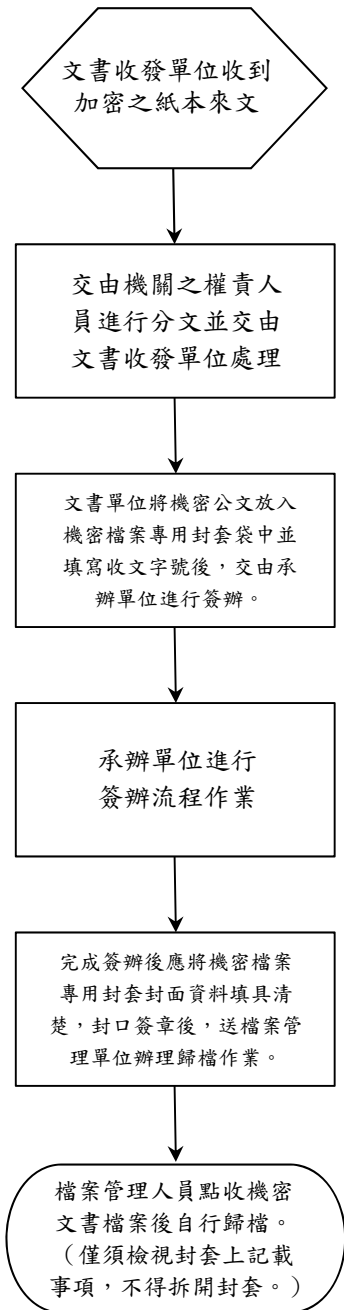 文書收發單位收到
加密之紙本來文
交由機關之權責人
員進行分文並交由
文書收發單位處理
文書單位將機密公文放入
機密檔案專用封套袋中並
填寫收文字號後，交由承
辦單位進行簽辦。
承辦單位進行
簽辦流程作業
完成簽辦後應將機密檔案
專用封套封面資料填具清
楚，封口簽章後，送檔案管
理單位辦理歸檔作業。
檔案管理人員點收機密
文書檔案後自行歸檔。
（僅須檢視封套上記載
事項，不得拆開封套。）